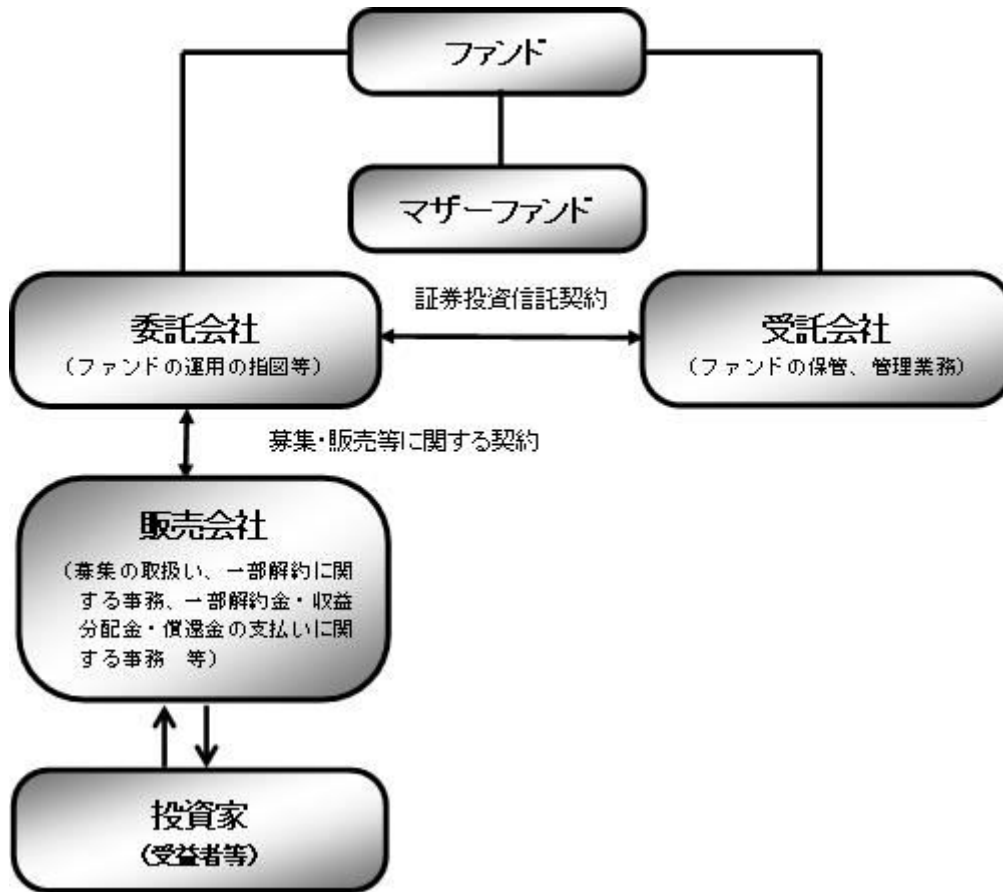 ファンド
マザーファンド
証券投資信託契約
委託会社
（ファンドの運用の指図等）
受託会社
（ファンドの保管、管理業務）
募集・販売等に関する契約
販売会社
（募集の取扱い、一部解約に関
する事務、一部解約金・収益
分配金・償還金の支払いに関
する事務　等）
投資家
（受益者等）